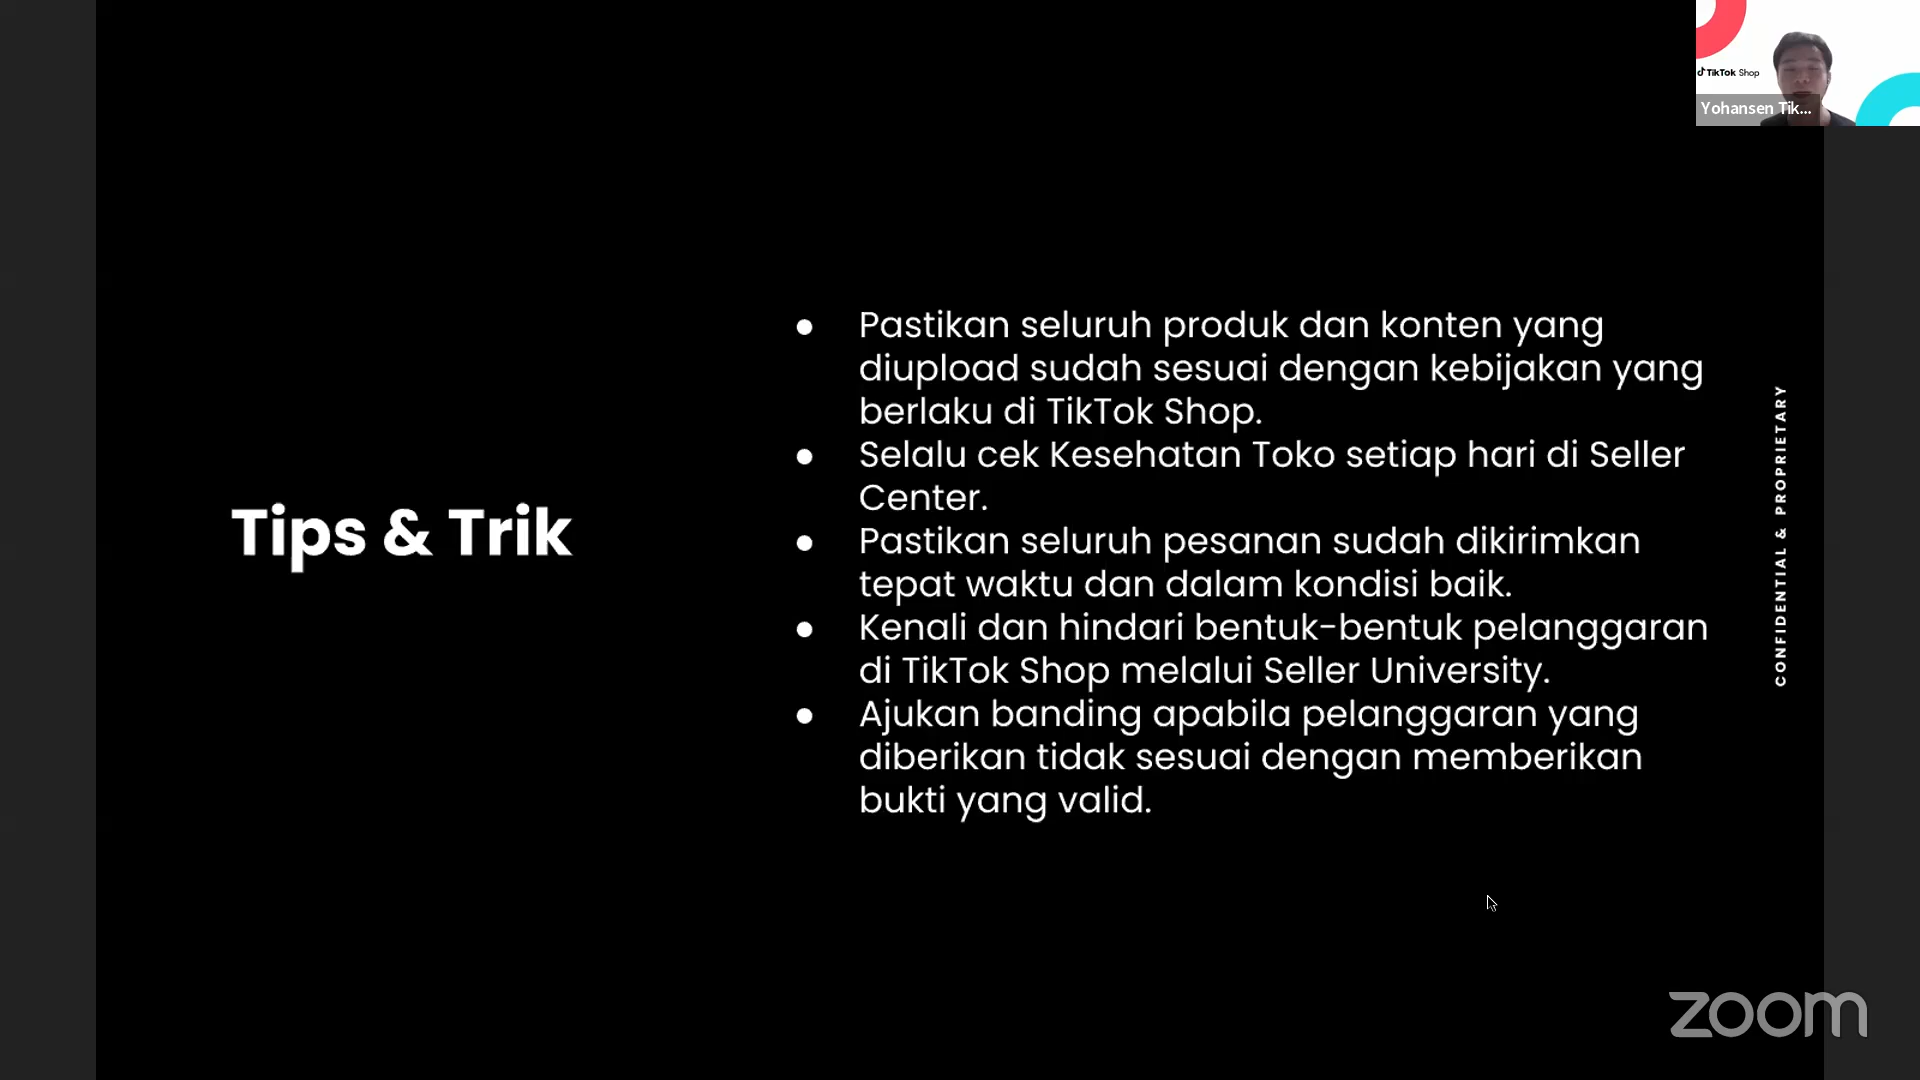 TikTok Shop
Yohansen Tik...
Tips & Trik
● Pastikan seluruh produk dan konten yang
diupload sudah sesuai dengan kebijakan yang
berlaku di TikTok Shop.
● Selalu cek Kesehatan Toko setiap hari di Seller
Center.
● Pastikan seluruh pesanan sudah dikirimkan
tepat waktu dan dalam kondisi baik.
● Kenali dan hindari bentuk-bentuk pelanggaran
di TikTok Shop melalui Seller University.
● Ajukan banding apabila pelanggaran yang
diberikan tidak sesuai dengan memberikan
bukti yang valid.
CONFIDENTIAL & PROPRIETARY
zoom